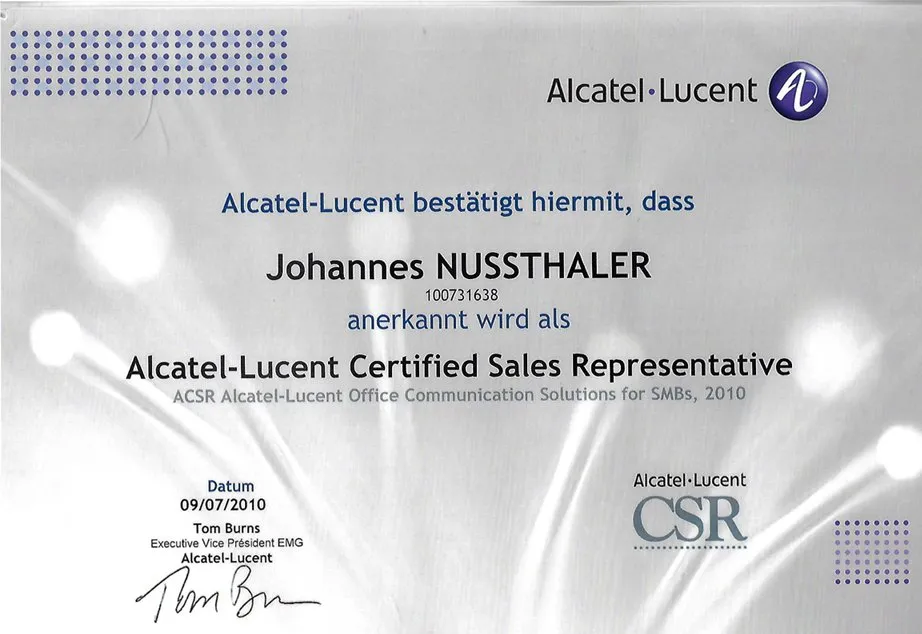 Alcatel·Lucent
Alcatel-Lucent bestätigt hiermit, dass
Johannes NUSSTHALER
100731638
anerkannt wird als
Alcatel-Lucent Certified Sales Representative
ACSR Alcatel-Lucent Office Communication Solutions for SMBs, 2010
Datum
09/07/2010
Tom Burns
Executive Vice Président EMG
Alcatel-Lucent
Tom Bu
Alcatel·Lucent
CSR